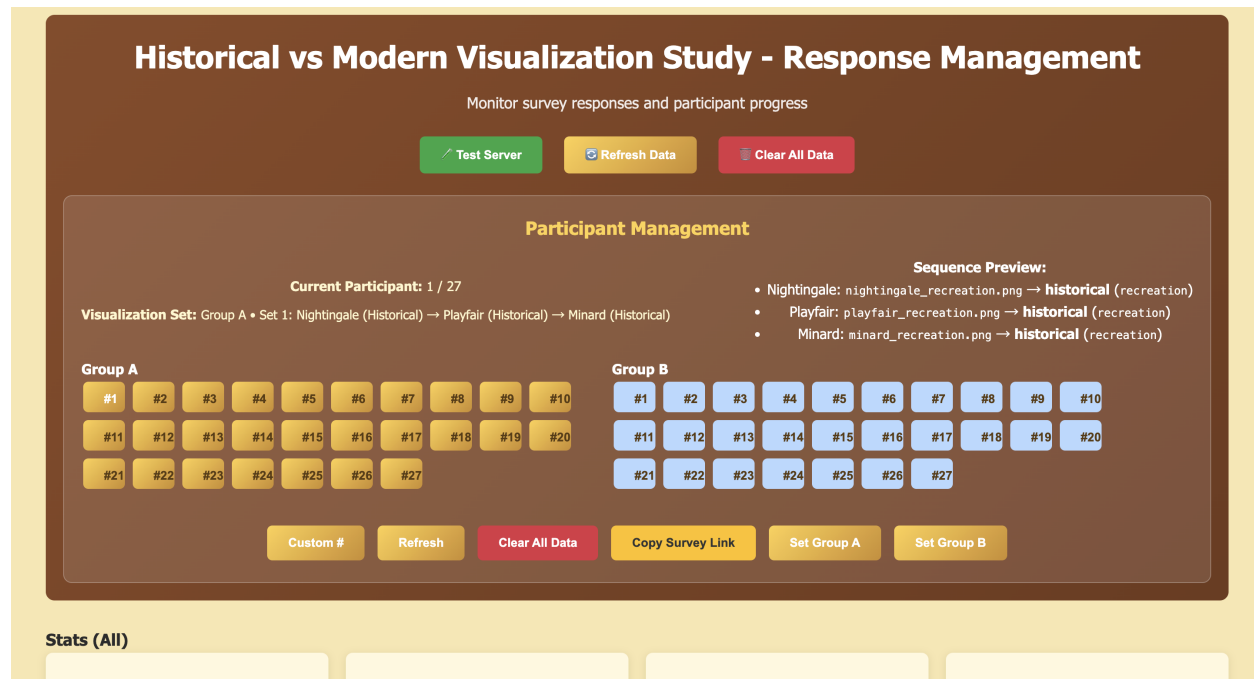 Historical vs Modern Visualization Study - Response Management
Monitor survey responses and participant progress
Test Server
Refresh Data
Clear All Data
Participant Management
Current Participant: 1 / 27
Visualization Set: Group A • Set 1: Nightingale (Historical) → Playfair (Historical) → Minard (Historical)
Sequence Preview:
• Nightingale: nightingale_recreation.png → historical (recreation)
• Playfair: playfair_recreation.png → historical (recreation)
• Minard: minard_recreation.png → historical (recreation)
Group A
#1 #2 #3 #4 #5 #6 #7 #8 #9 #10
#11 #12 #13 #14 #15 #16 #17 #18 #19 #20
#21 #22 #23 #24 #25 #26 #27
Group B
#1 #2 #3 #4 #5 #6 #7 #8 #9 #10
#11 #12 #13 #14 #15 #16 #17 #18 #19 #20
#21 #22 #23 #24 #25 #26 #27
Custom #
Refresh
Clear All Data
Copy Survey Link
Set Group A
Set Group B
Stats (All)